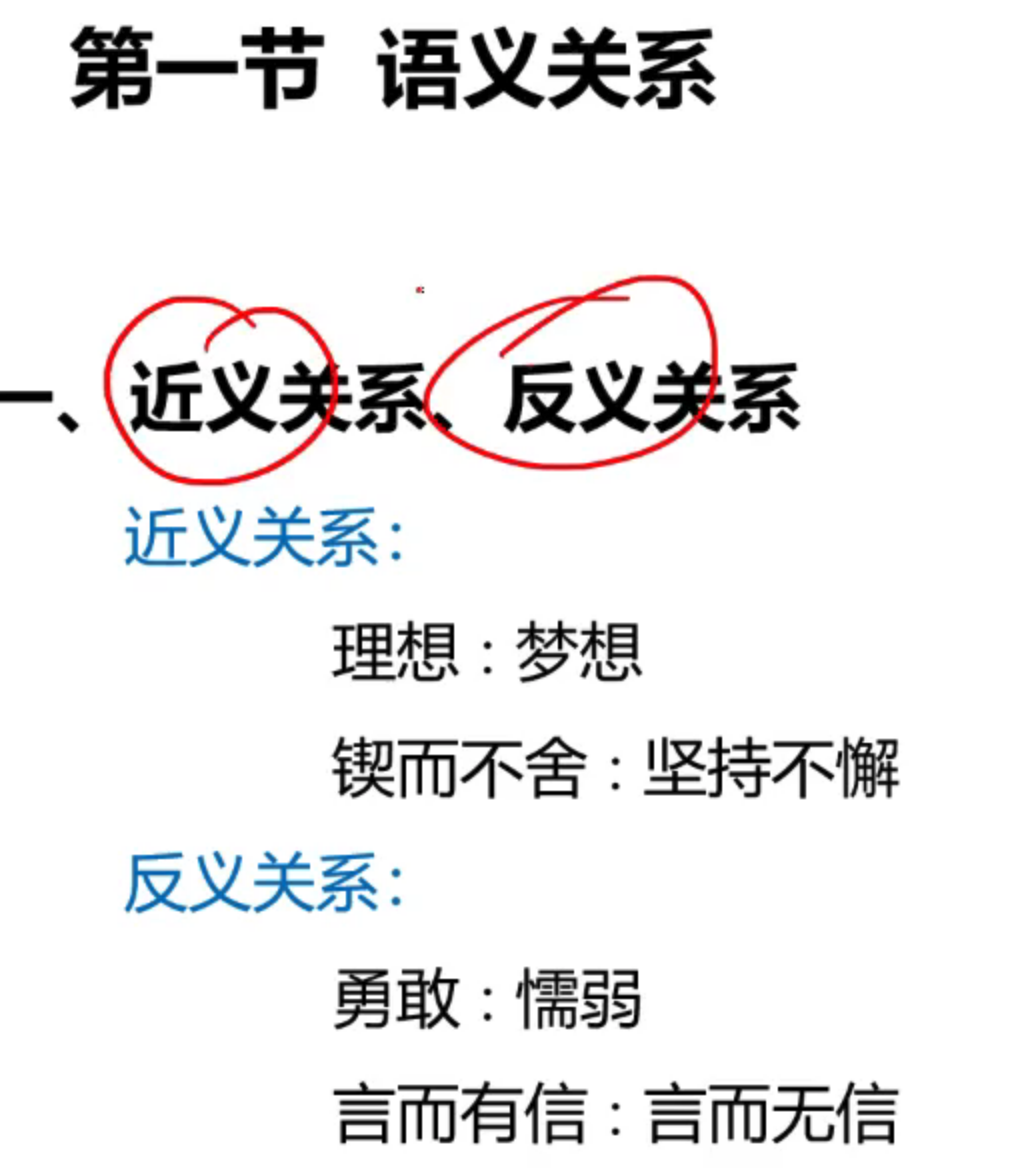 第一节 语义关系
一、近义关系、反义关系
近义关系：
理想：梦想
锲而不舍：坚持不懈
反义关系：
勇敢：懦弱
言而有信：言而无信